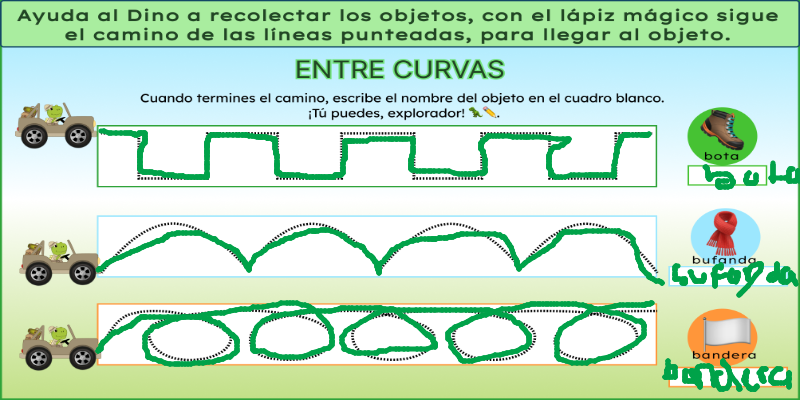 Ayuda al Dino a recolectar los objetos, con el lápiz mágico sigue
el camino de las líneas punteadas, para llegar al objeto.
ENTRE CURVAS
Cuando termines el camino, escribe el nombre del objeto en el cuadro blanco.
¡Tú puedes, explorador! 🦖✏️.
bota
bota
bufanda
bufanda
bandera
bandera